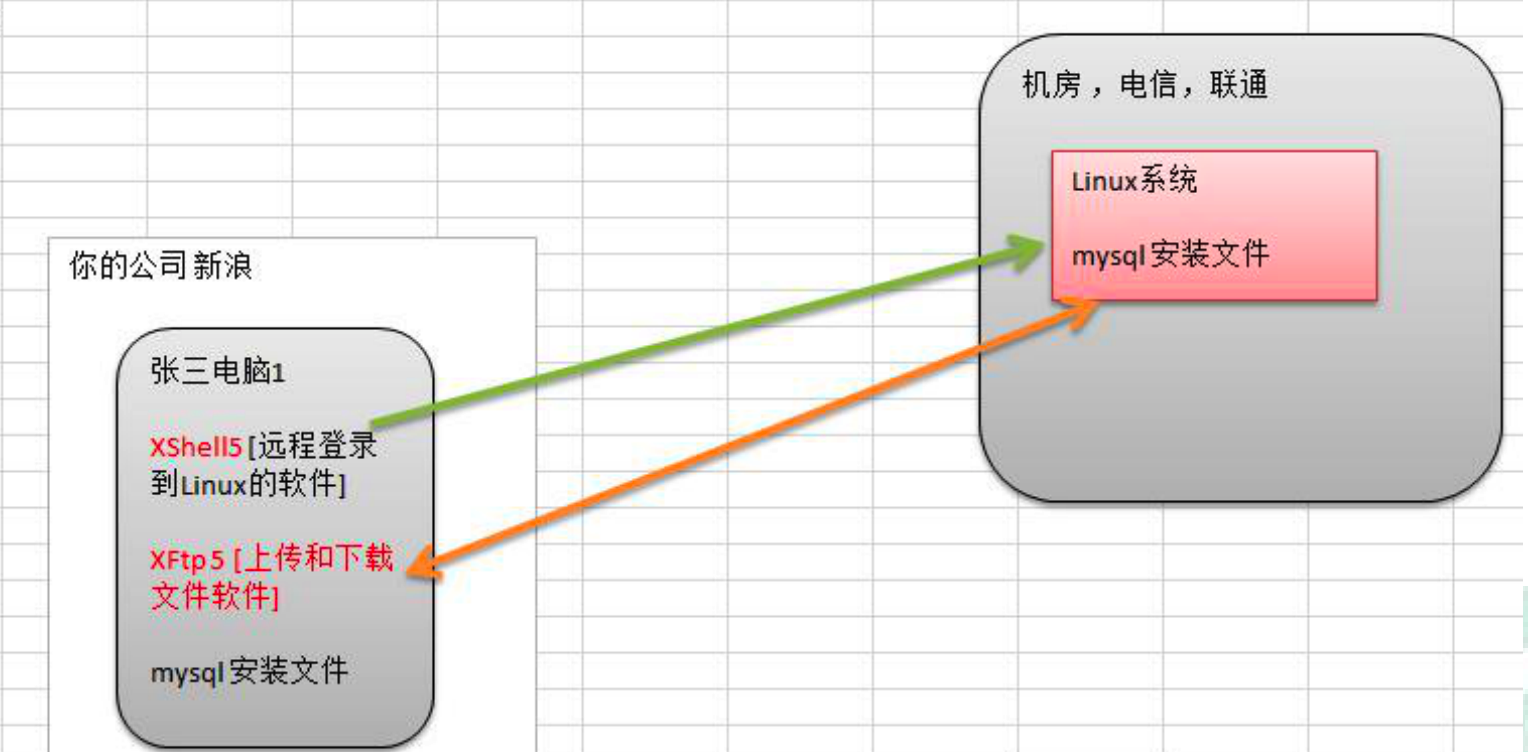 机房，电信，联通
Linux系统
mysql安装文件
你的公司 新浪
张三电脑1
XShell5 [远程登录
到Linux的软件]
XFtp5 [上传和下载
文件软件]
mysql安装文件